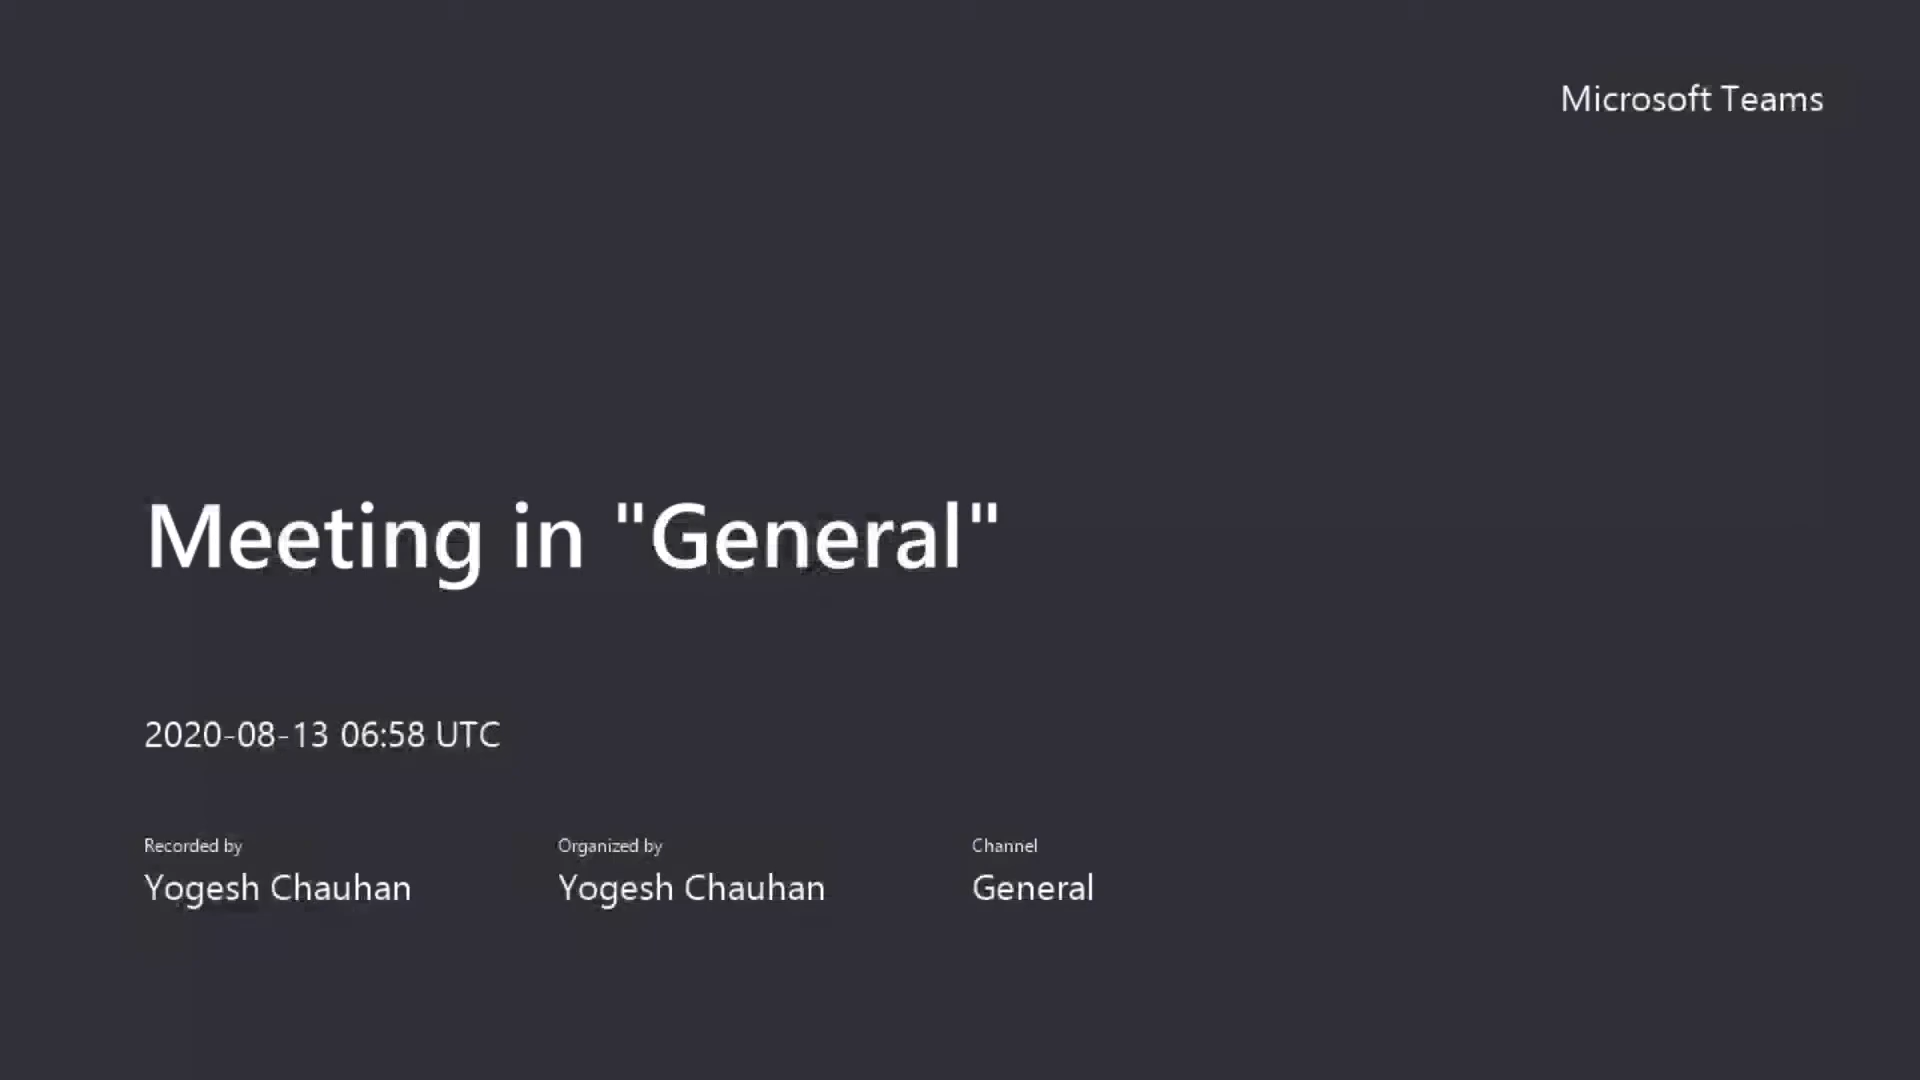 Microsoft Teams
Meeting in "General"
2020-08-13 06:58 UTC
Recorded by
Yogesh Chauhan
Organized by
Yogesh Chauhan
Channel
General